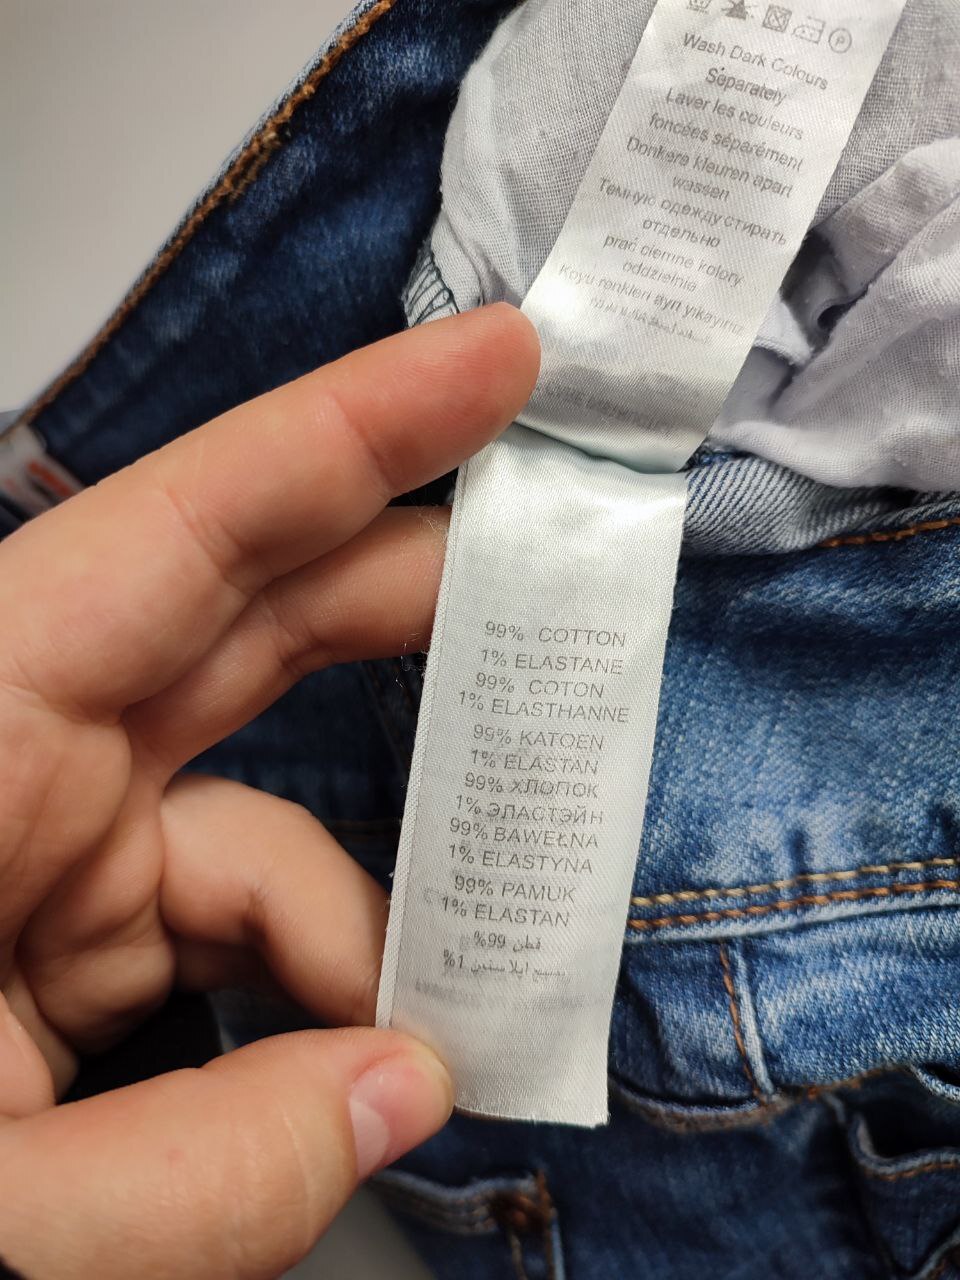 P
Wash Dark Colours
Separately
Laver les couleurs
foncées séparément
Donkere kleuren apart
wassen
Темную одежду стирать
отдельно
prać ciemne kolory
oddzielnie
Koyu renkleri ayrı yıkayınız
99% COTTON
1% ELASTANE
99% COTON
1% ELASTHANNE
99% KATOEN
1% ELASTAN
99% ХЛОПОК
1% ЭЛАСТЭЙН
99% BAWEŁNA
1% ELASTYNA
99% PAMUK
1% ELASTAN
%99 قطن
%1